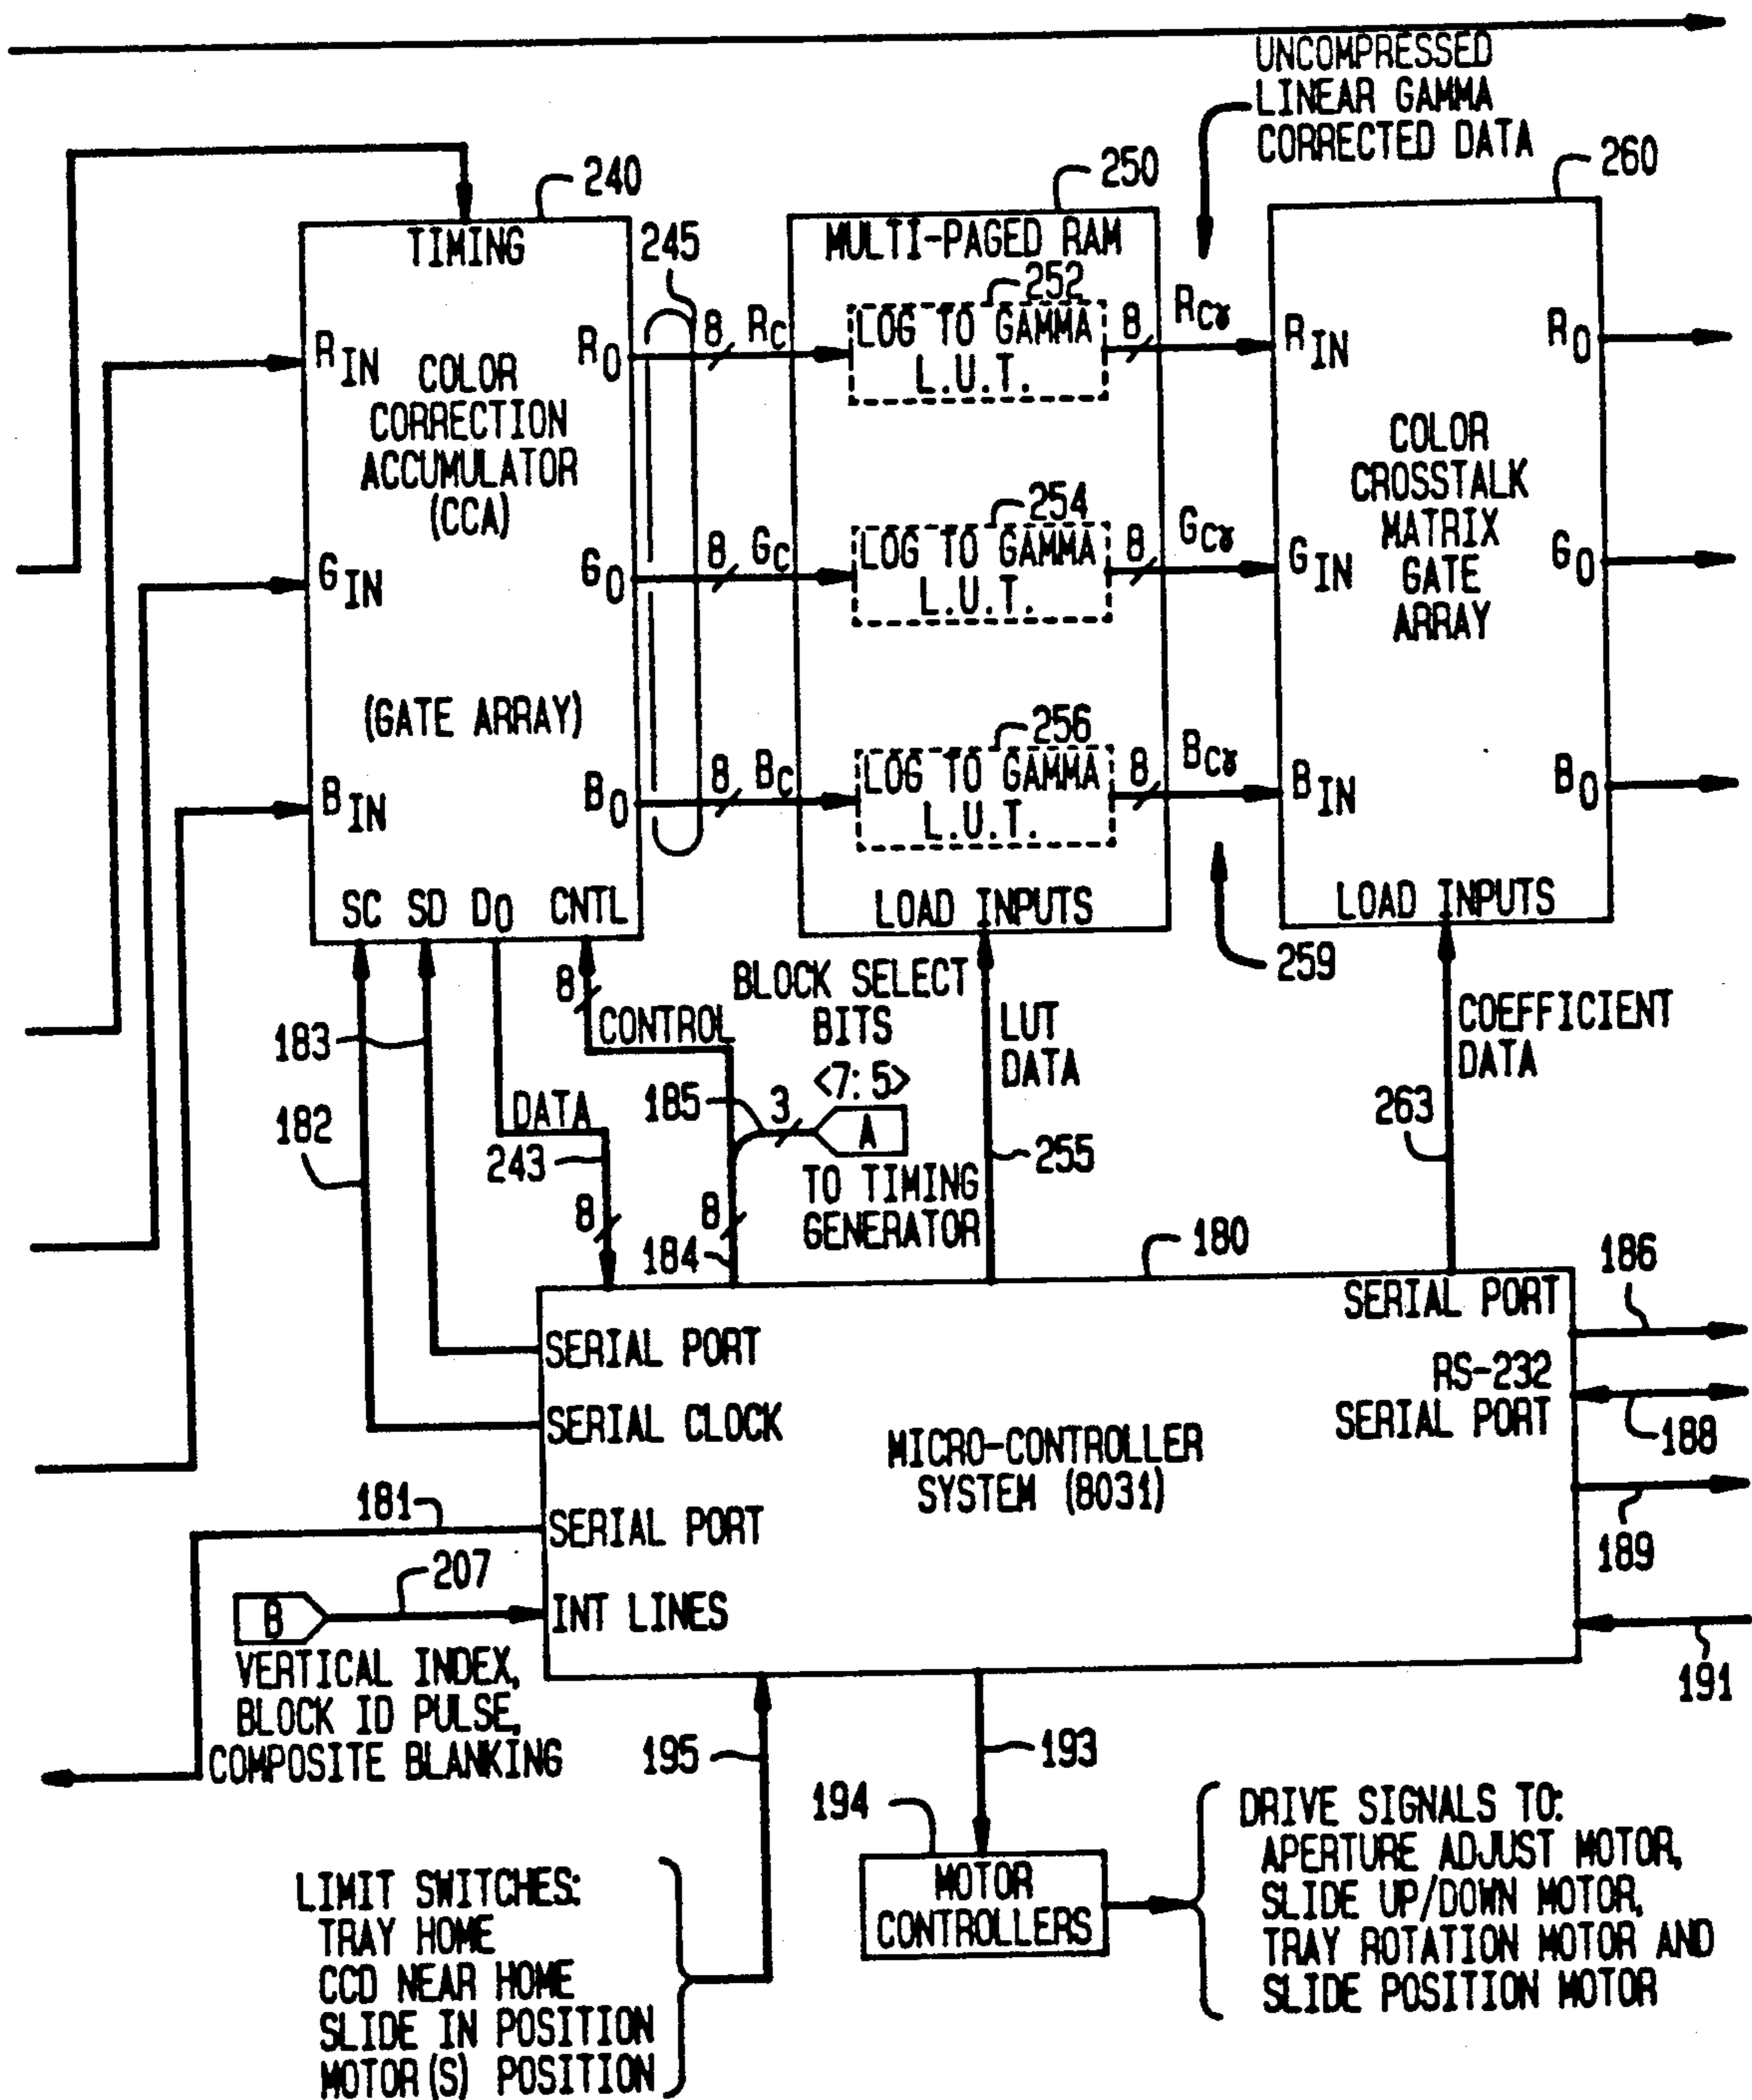 UNCOMPRESSED
LINEAR GAMMA
CORRECTED DATA
240
250
260
TIMING
245
MULTI-PAGED RAM
252
RIN
COLOR
CORRECTION
ACCUMULATOR
(CCA)
RO
8
RC
LOG TO GAMMA
L.U.T.
8
RCγ
RIN
COLOR
CROSSTALK
MATRIX
GATE
ARRAY
RO
254
GIN
GO
8
GC
LOG TO GAMMA
L.U.T.
8
GCγ
GIN
GO
(GATE ARRAY)
256
BIN
BO
8
BC
LOG TO GAMMA
L.U.T.
8
BCγ
BIN
BO
SC SD DO CNTL
LOAD INPUTS
LOAD INPUTS
259
8
CONTROL
BLOCK SELECT
BITS
<7:5>
LUT
DATA
COEFFICIENT
DATA
183
182
DATA
243
185
3
A
TO TIMING
GENERATOR
255
263
8
8
184
180
186
SERIAL PORT
SERIAL PORT
RS-232
SERIAL PORT
188
SERIAL CLOCK
MICRO-CONTROLLER
SYSTEM (8031)
181
SERIAL PORT
189
207
B
INT LINES
VERTICAL INDEX,
BLOCK ID PULSE,
COMPOSITE BLANKING
191
195
193
194
MOTOR
CONTROLLERS
DRIVE SIGNALS TO:
APERTURE ADJUST MOTOR,
SLIDE UP/DOWN MOTOR,
TRAY ROTATION MOTOR AND
SLIDE POSITION MOTOR
LIMIT SWITCHES:
TRAY HOME
CCD NEAR HOME
SLIDE IN POSITION
MOTOR(S) POSITION